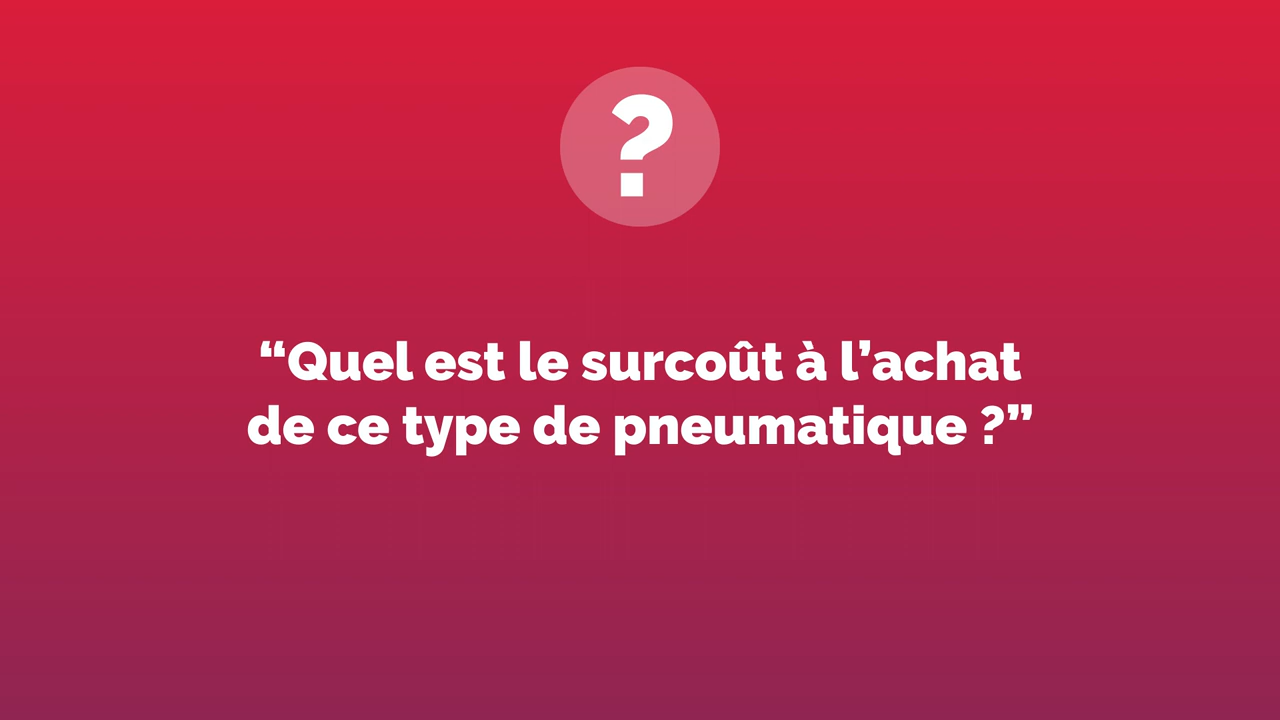 ?
“Quel est le surcoût à l’achat
de ce type de pneumatique ?”